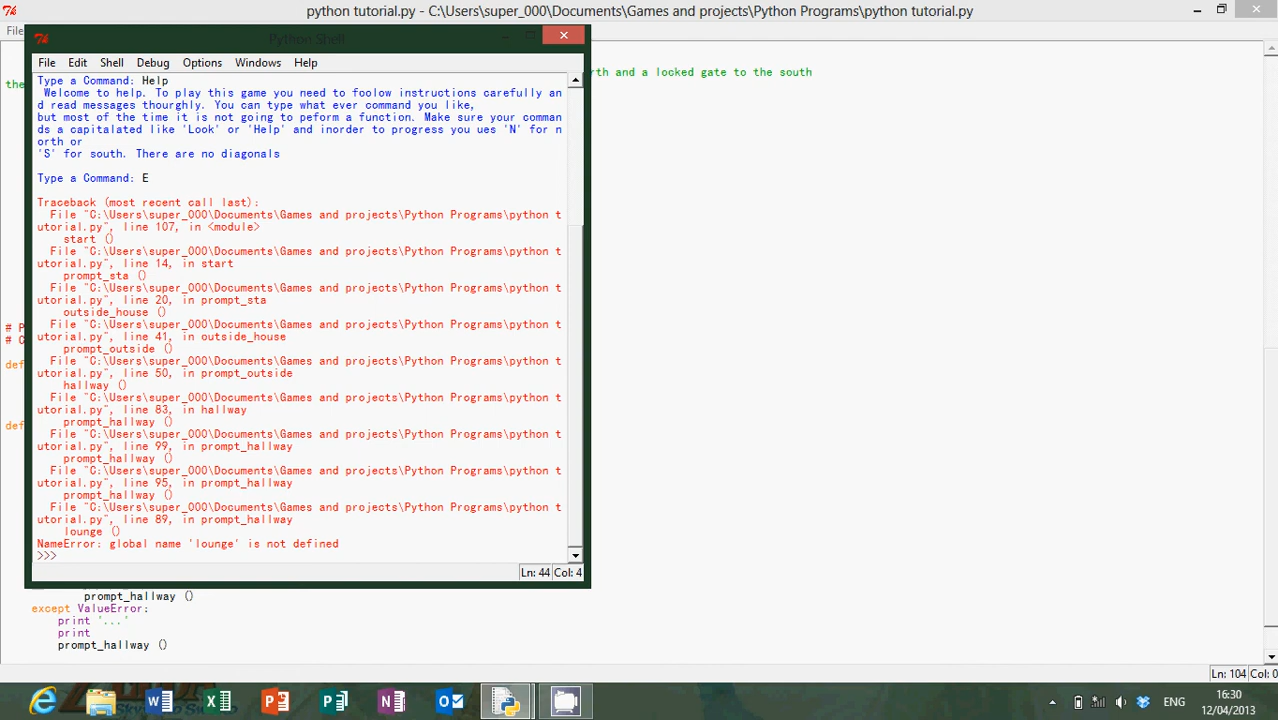 python tutorial.py - C:\Users\super_000\Documents\Games and projects\Python Programs\python tutorial.py
File
Python Shell
File Edit Shell Debug Options Windows Help
rth and a locked gate to the south
the
Type a Command: Help
Welcome to help. To play this game you need to foolow instructions carefully an
d read messages thourghly. You can type what ever command you like,
but most of the time it is not going to peform a function. Make sure your comman
ds a capitalated like 'Look' or 'Help' and inorder to progress you ues 'N' for n
orth or
'S' for south. There are no diagonals
Type a Command: E
Traceback (most recent call last):
File "C:\Users\super_000\Documents\Games and projects\Python Programs\python t
utorial.py", line 107, in <module>
start ()
File "C:\Users\super_000\Documents\Games and projects\Python Programs\python t
utorial.py", line 14, in start
prompt_sta ()
File "C:\Users\super_000\Documents\Games and projects\Python Programs\python t
utorial.py", line 20, in prompt_sta
outside_house ()
File "C:\Users\super_000\Documents\Games and projects\Python Programs\python t
utorial.py", line 41, in outside_house
prompt_outside ()
File "C:\Users\super_000\Documents\Games and projects\Python Programs\python t
utorial.py", line 50, in prompt_outside
hallway ()
File "C:\Users\super_000\Documents\Games and projects\Python Programs\python t
utorial.py", line 83, in hallway
prompt_hallway ()
File "C:\Users\super_000\Documents\Games and projects\Python Programs\python t
utorial.py", line 99, in prompt_hallway
prompt_hallway ()
File "C:\Users\super_000\Documents\Games and projects\Python Programs\python t
utorial.py", line 95, in prompt_hallway
prompt_hallway ()
File "C:\Users\super_000\Documents\Games and projects\Python Programs\python t
utorial.py", line 89, in prompt_hallway
lounge ()
NameError: global name 'lounge' is not defined
>>>
Ln: 44 Col: 4
# P
# C
def
def
prompt_hallway ()
except ValueError:
print '...'
print
prompt_hallway ()
Ln: 104 Col: 0
ENG
16:30
12/04/2013